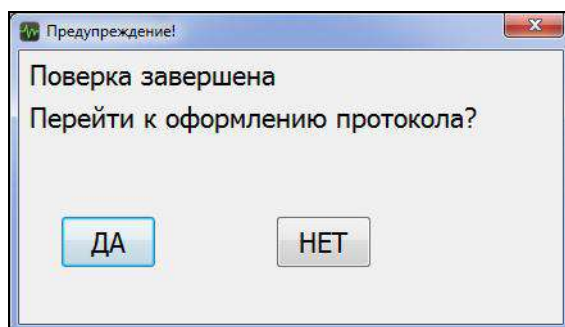 Предупреждение!
Поверка завершена
Перейти к оформлению протокола?
ДА НЕТ